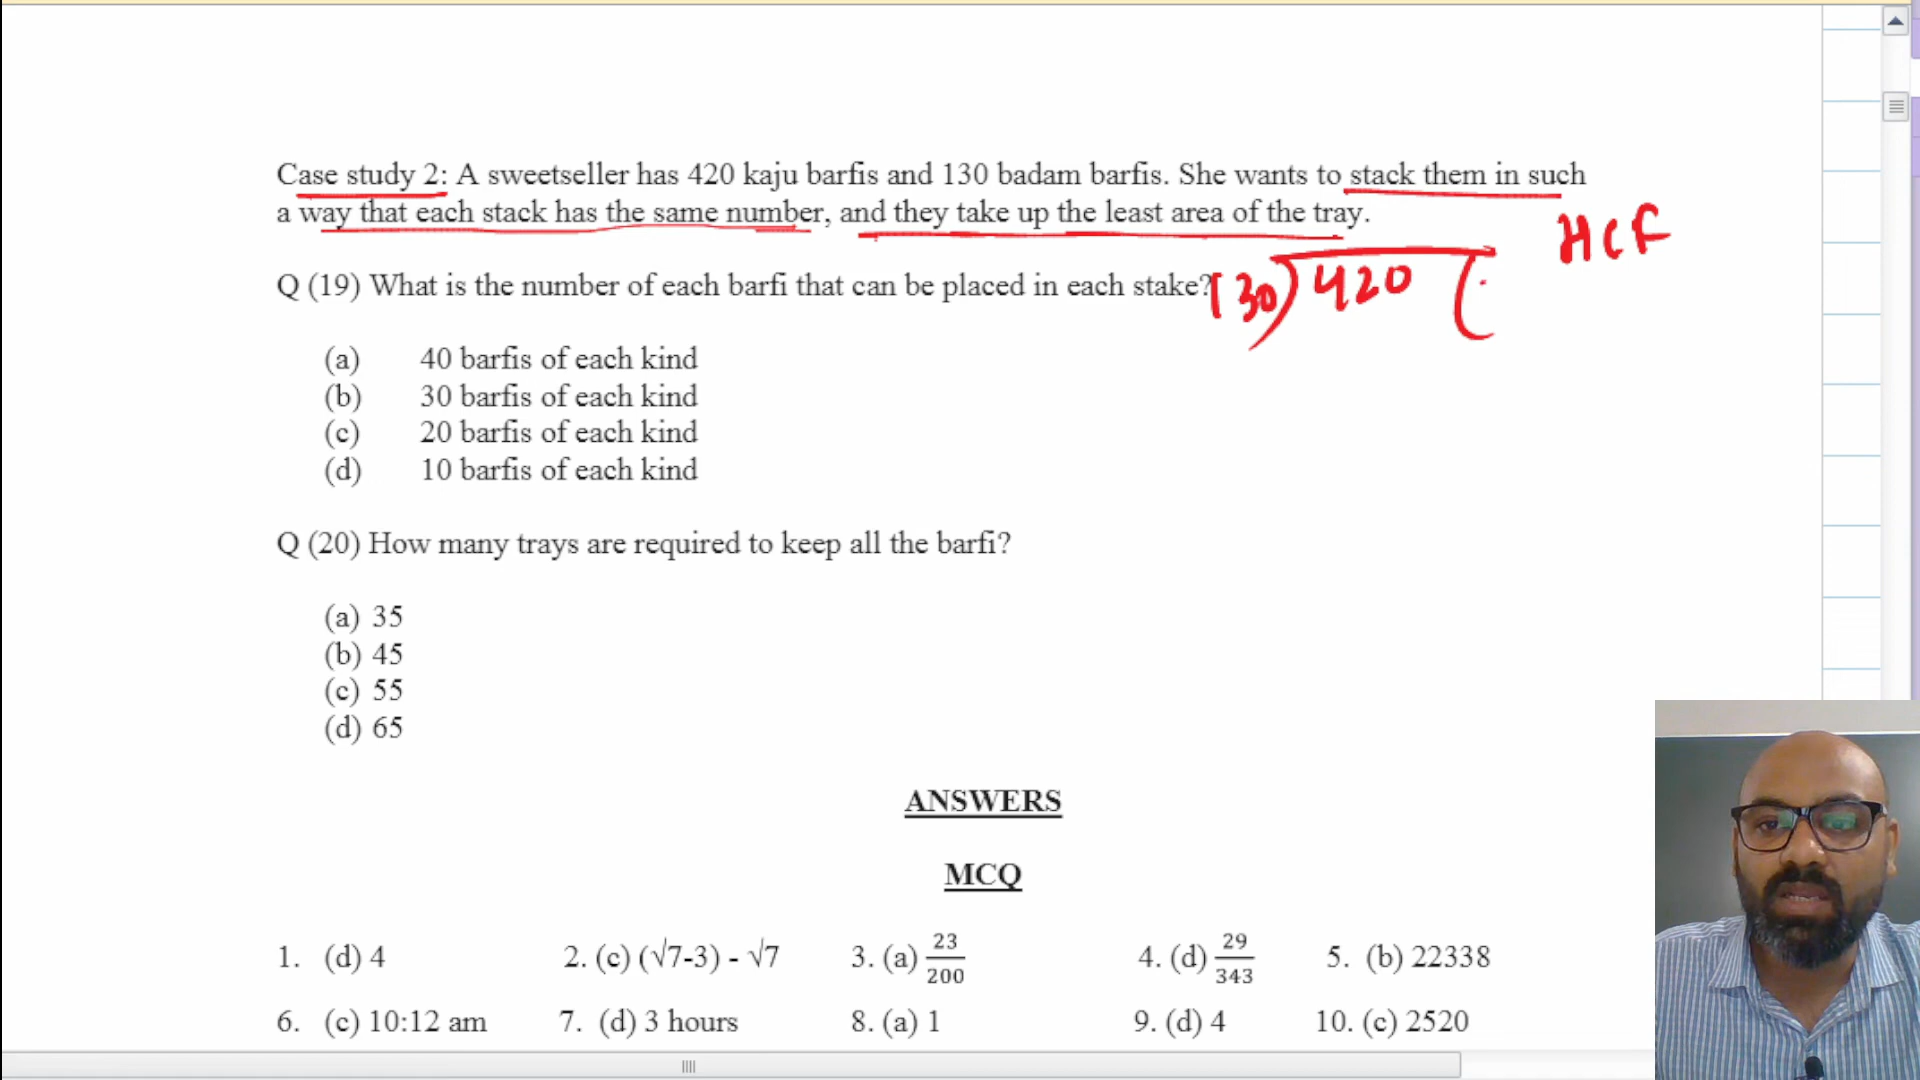 Case study 2: A sweetseller has 420 kaju barfis and 130 badam barfis. She wants to stack them in such
a way that each stack has the same number, and they take up the least area of the tray.
HCF
Q (19) What is the number of each barfi that can be placed in each stake?
130)420(
(a) 40 barfis of each kind
(b) 30 barfis of each kind
(c) 20 barfis of each kind
(d) 10 barfis of each kind
Q (20) How many trays are required to keep all the barfi?
(a) 35
(b) 45
(c) 55
(d) 65
ANSWERS
MCQ
1. (d) 4 2. (c) (√7-3) - √7 3. (a) 23/200 4. (d) 29/343 5. (b) 22338
6. (c) 10:12 am 7. (d) 3 hours 8. (a) 1 9. (d) 4 10. (c) 2520